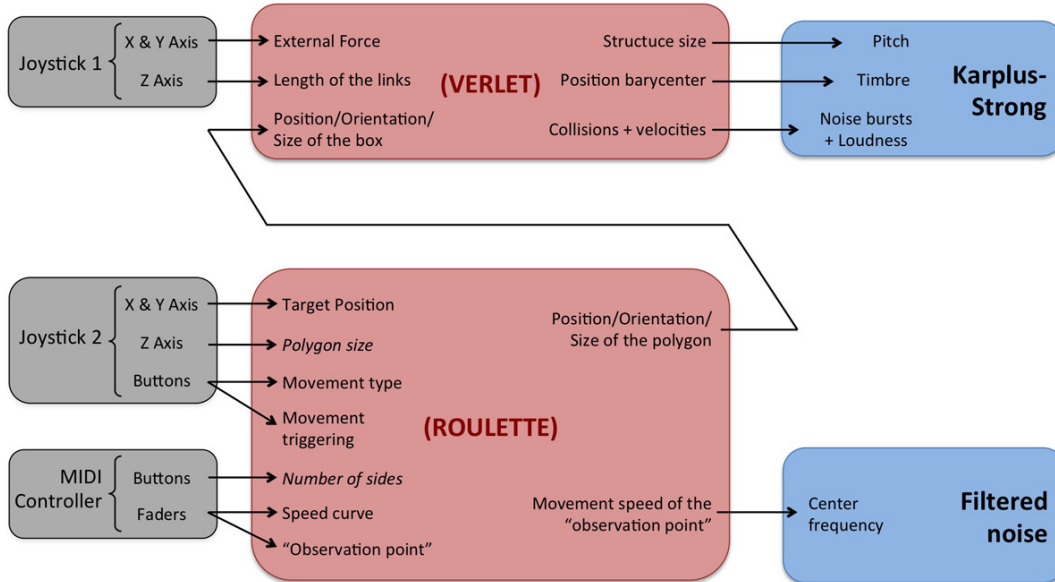 Joystick 1
X & Y Axis
Z Axis
External Force
Length of the links
Position/Orientation/
Size of the box
(VERLET)
Structuce size
Position barycenter
Collisions + velocities
Pitch
Timbre
Noise bursts
+ Loudness
Karplus-
Strong
Joystick 2
X & Y Axis
Z Axis
Buttons
MIDI
Controller
Buttons
Faders
Target Position
Polygon size
Movement type
Movement
triggering
Number of sides
Speed curve
“Observation point”
(ROULETTE)
Position/Orientation/
Size of the polygon
Movement speed of the
“observation point”
Center
frequency
Filtered
noise